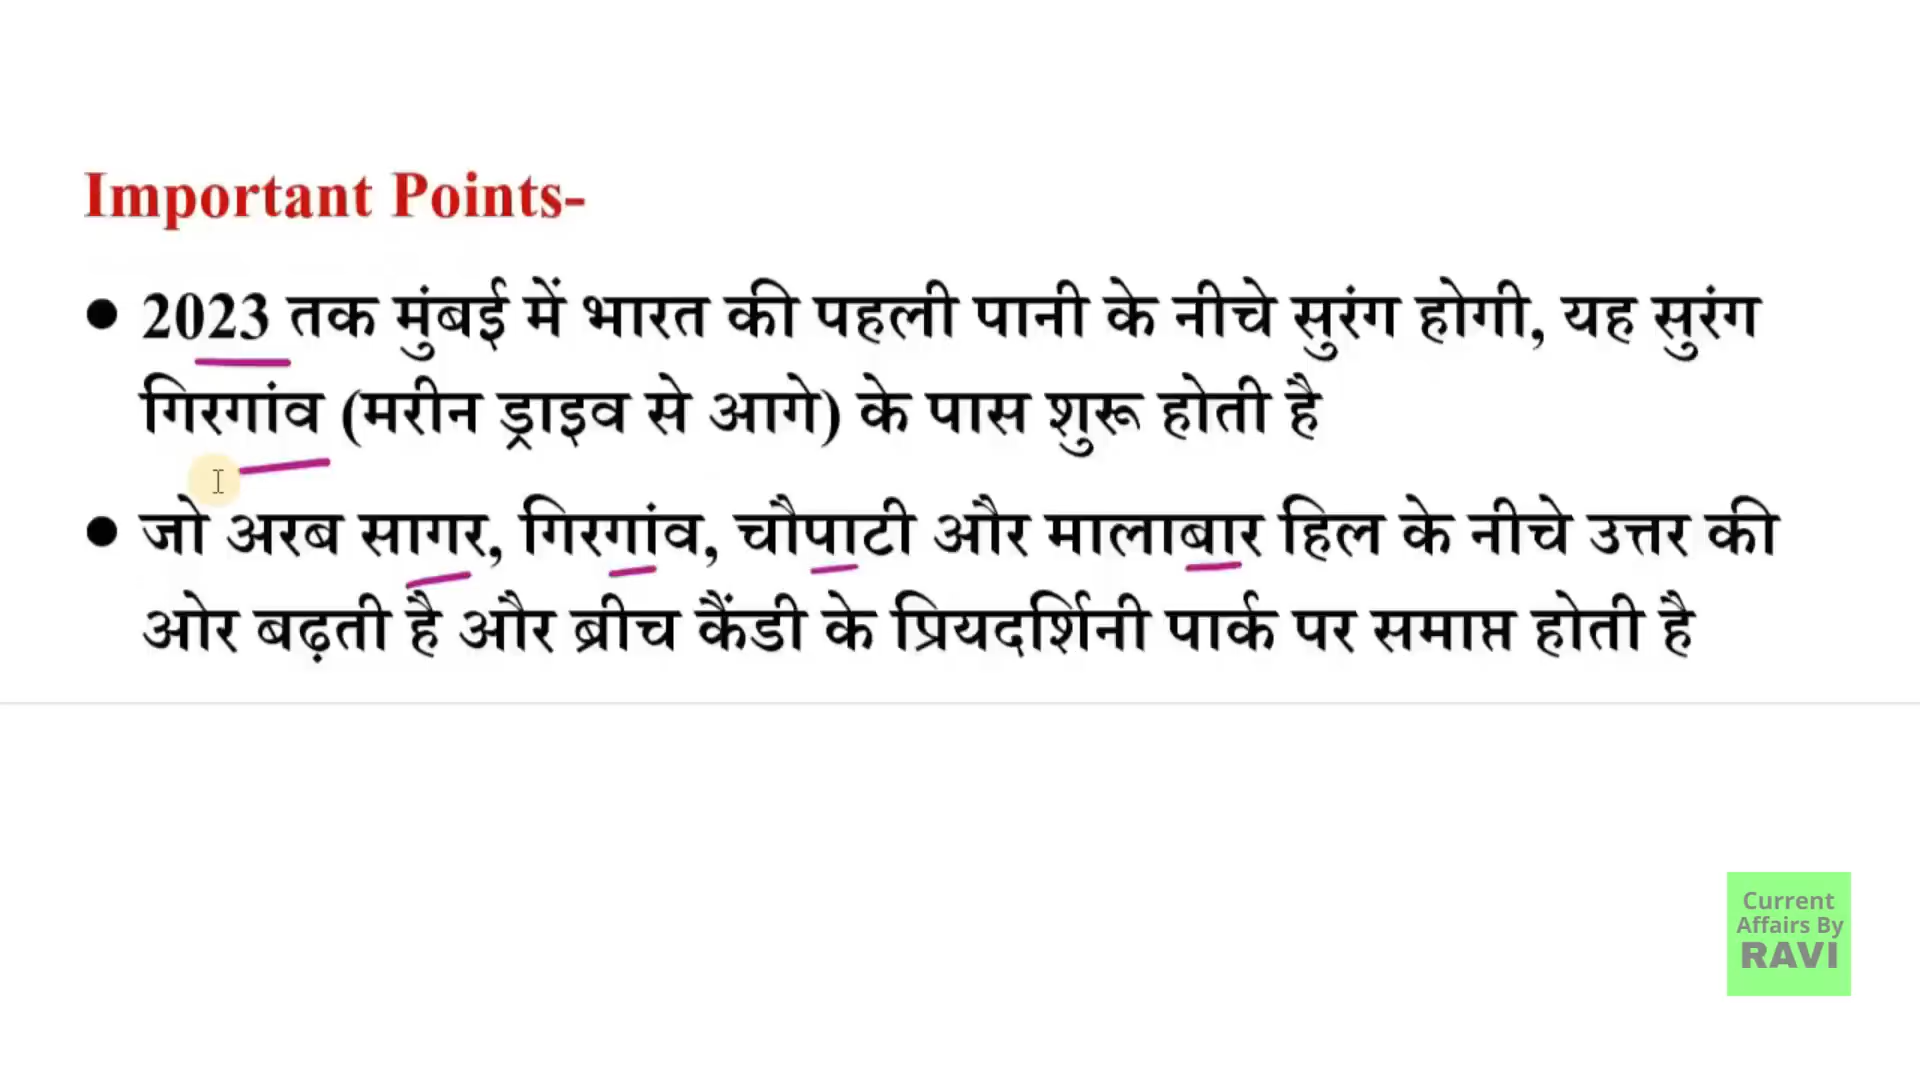 Important Points-
● 2023 तक मुंबई में भारत की पहली पानी के नीचे सुरंग होगी, यह सुरंग
गिरगांव (मरीन ड्राइव से आगे) के पास शुरू होती है
● जो अरब सागर, गिरगांव, चौपाटी और मालाबार हिल के नीचे उत्तर की
ओर बढ़ती है और ब्रीच कैंडी के प्रियदर्शिनी पार्क पर समाप्त होती है
Current
Affairs By
RAVI